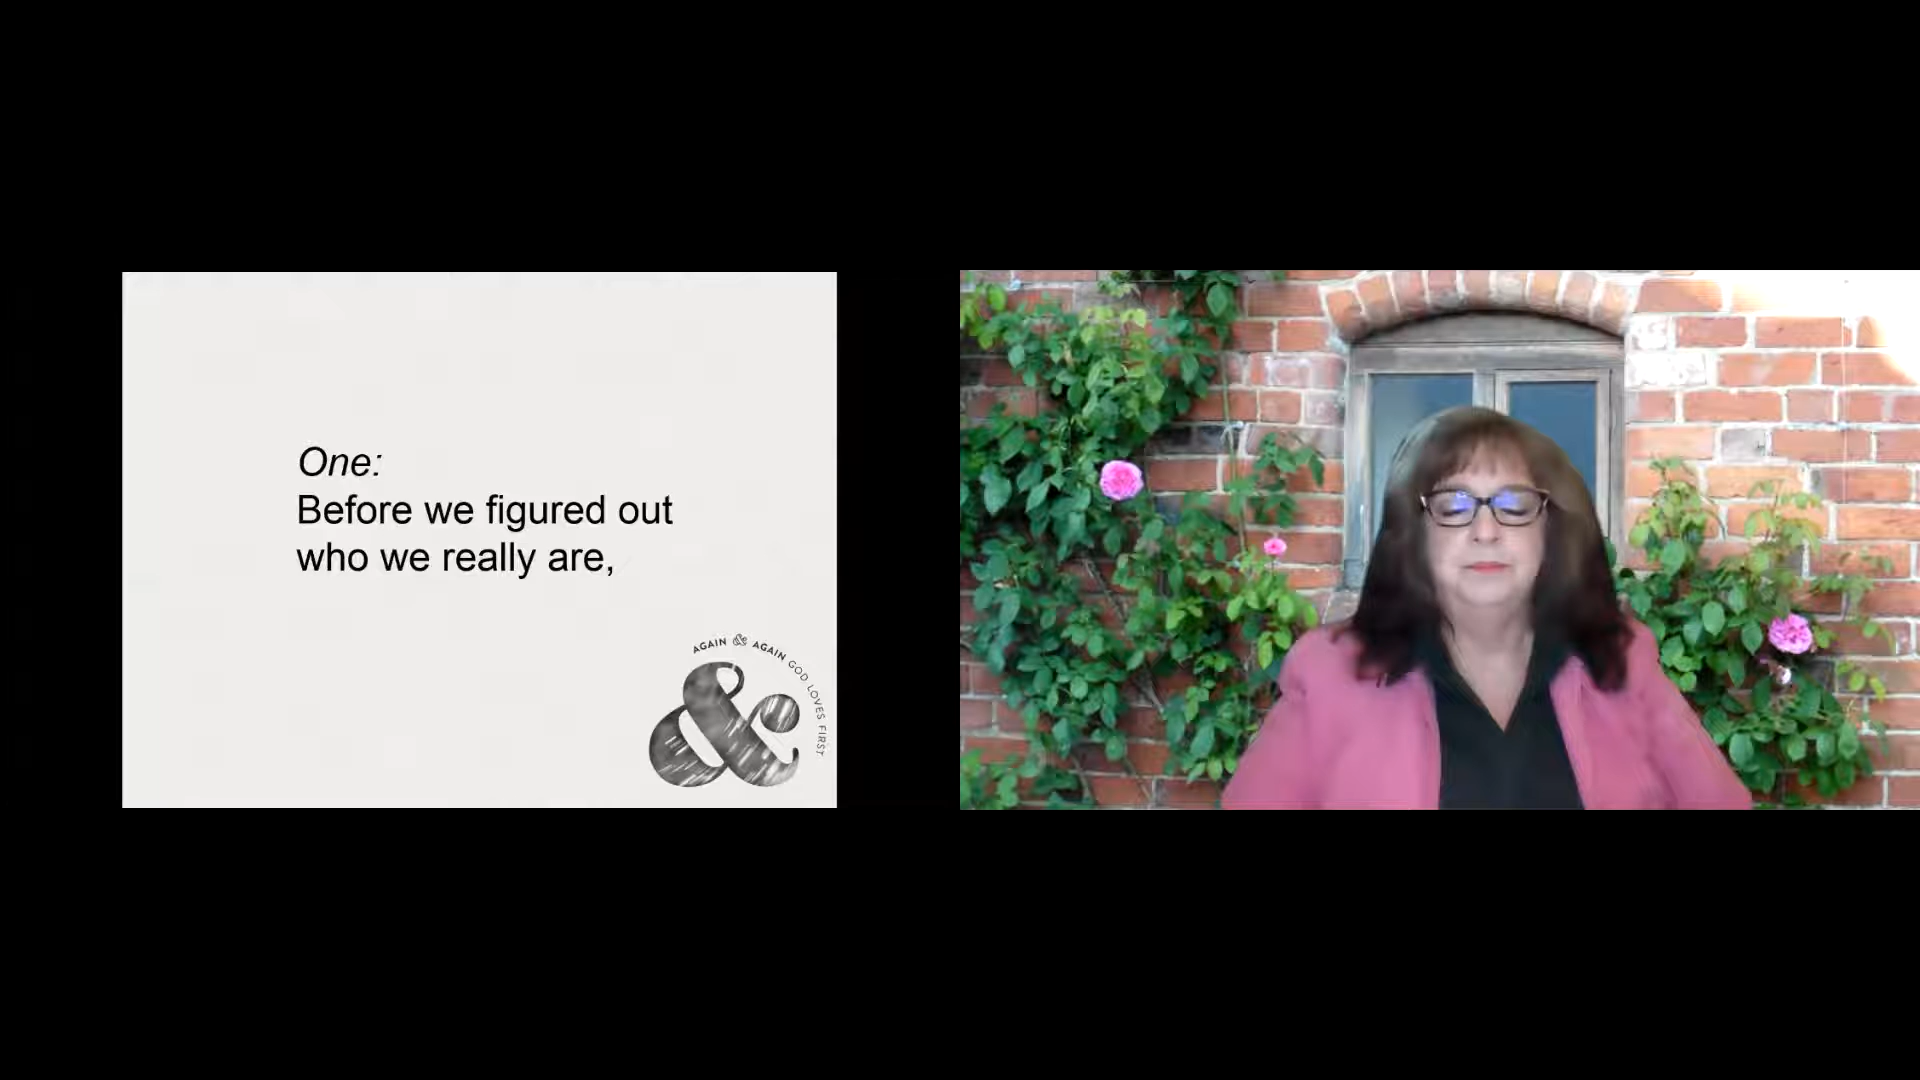 One:
Before we figured out
who we really are,
AGAIN & AGAIN GOD LOVES FIRST
&